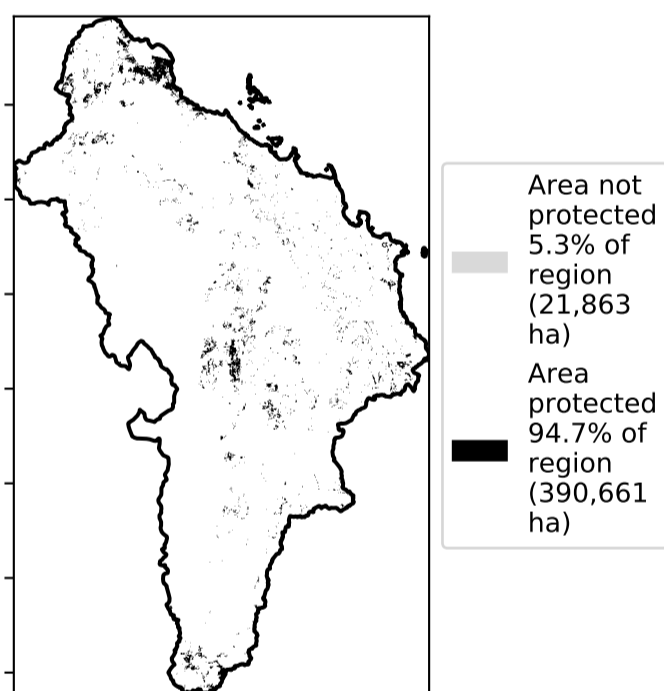 Area not
protected
5.3% of
region
(21,863
ha)
Area
protected
94.7% of
region
(390,661
ha)